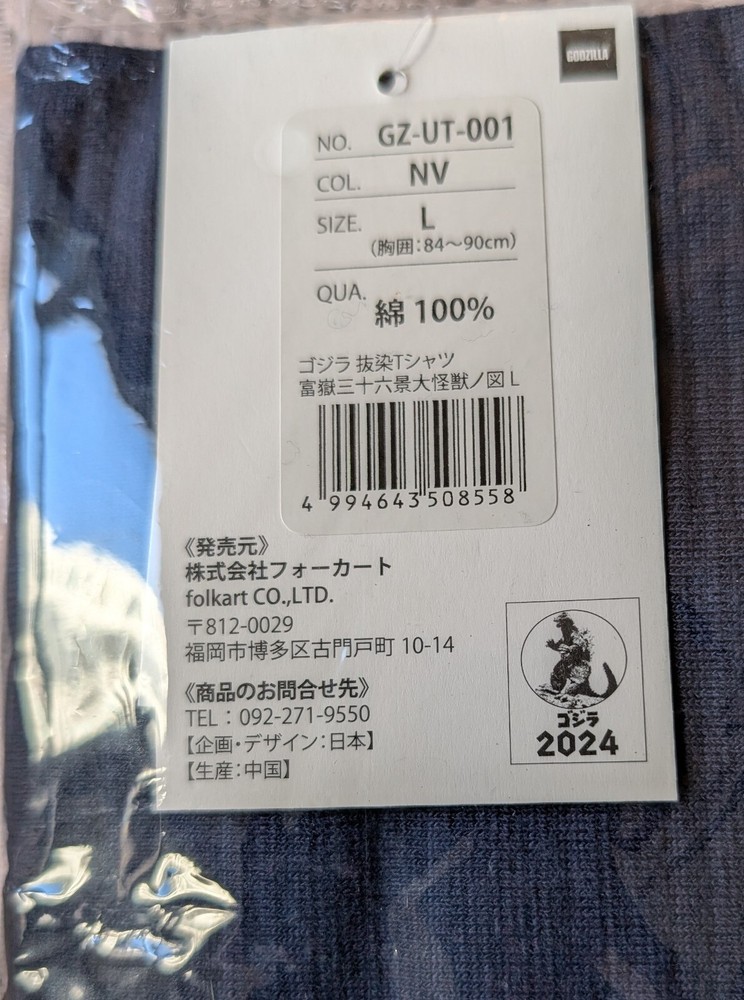 GODZILLA
NO. GZ-UT-001
COL. NV
SIZE. L
(胸囲:84～90cm)
QUA. 綿 100%
ゴジラ 抜染Tシャツ
富嶽三十六景大怪獣ノ図 L
4 994643 508558
《発売元》
株式会社フォーカート
folkart CO.,LTD.
〒812-0029
福岡市博多区古門戸町 10-14
《商品のお問合せ先》
TEL：092-271-9550
【企画・デザイン：日本】
【生産：中国】
ゴジラ
2024